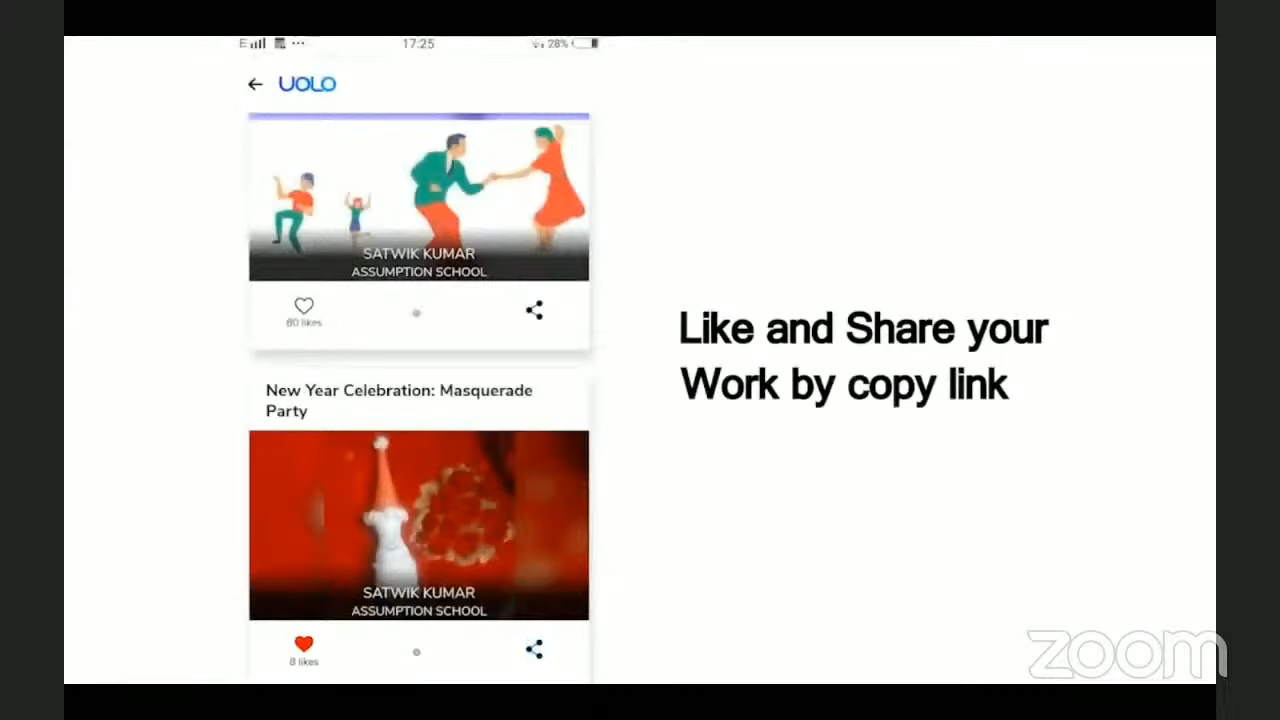 17:25
28%
UOLO
SATWIK KUMAR
ASSUMPTION SCHOOL
80 likes
New Year Celebration: Masquerade
Party
SATWIK KUMAR
ASSUMPTION SCHOOL
8 likes
Like and Share your
Work by copy link
zoom